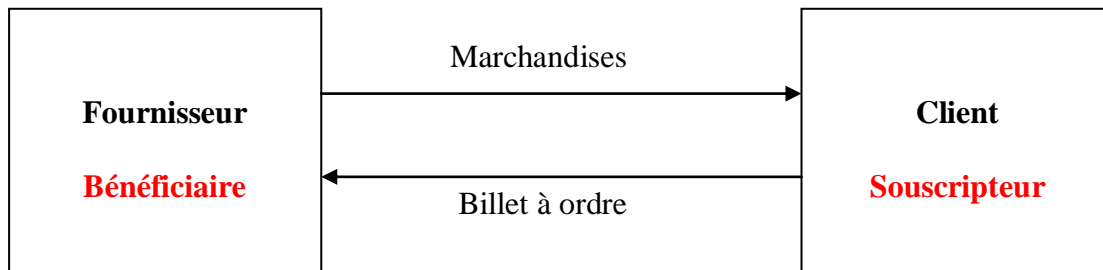 Marchandises
Fournisseur
Client
Bénéficiaire
Souscripteur
Billet à ordre